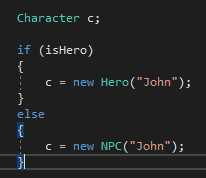 Character c;
if (isHero)
{
c = new Hero("John");
}
else
{
c = new NPC("John");
}